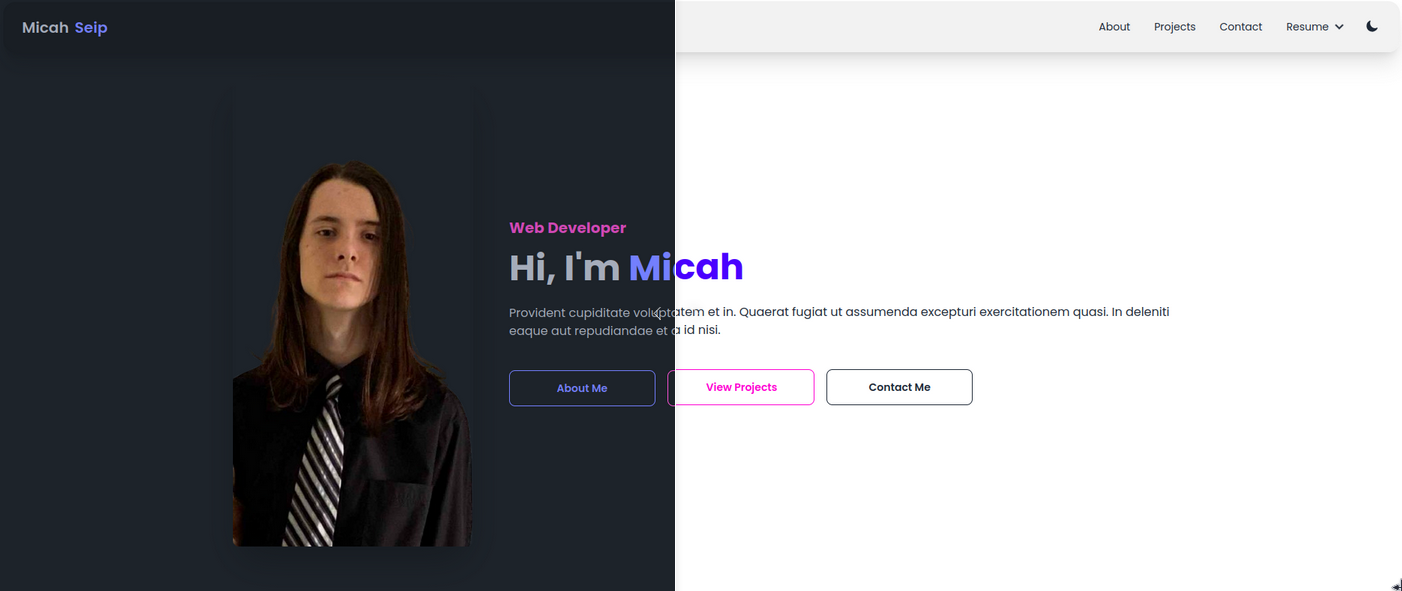 Micah Seip About Projects Contact Resume
Web Developer
Hi, I'm Micah
Provident cupiditate voluptatem et in. Quaerat fugiat ut assumenda excepturi exercitationem quasi. In deleniti
eaque aut repudiandae et a id nisi.
About Me View Projects Contact Me